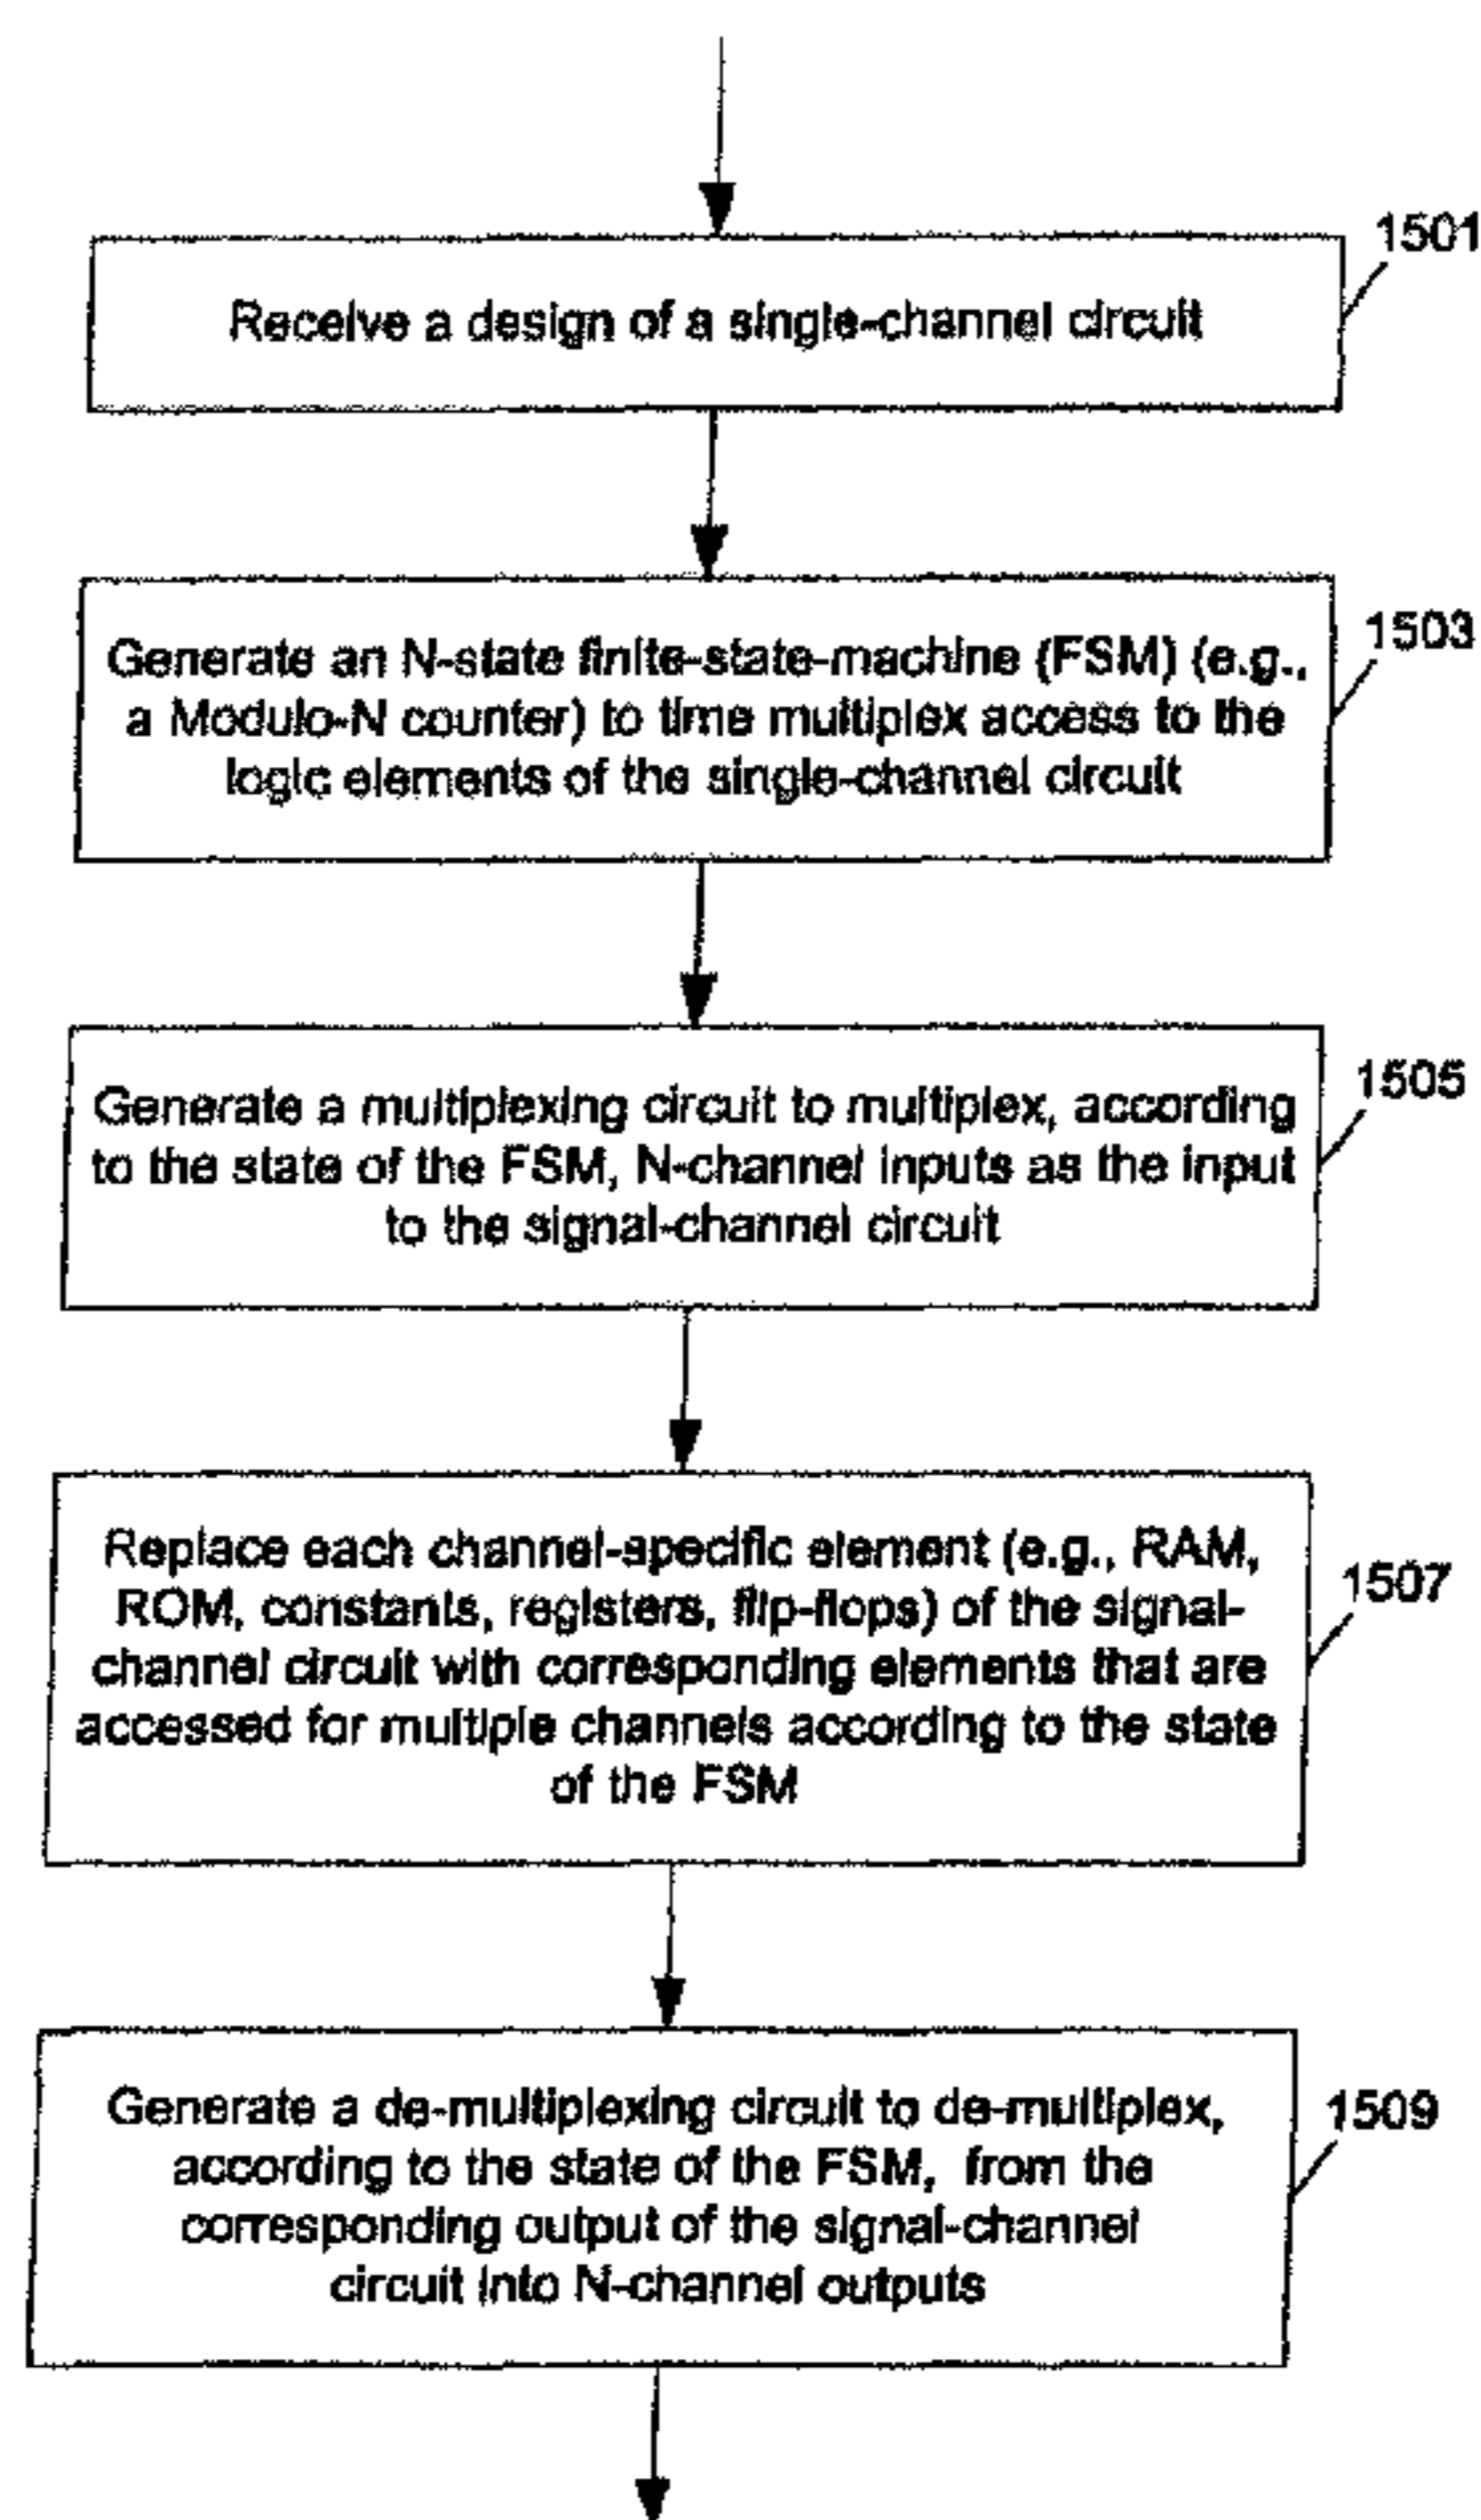 1501
Receive a design of a single-channel circuit
1503
Generate an N-state finite-state-machine (FSM) (e.g.,
a Modulo-N counter) to time multiplex access to the
logic elements of the single-channel circuit
1505
Generate a multiplexing circuit to multiplex, according
to the state of the FSM, N-channel inputs as the input
to the signal-channel circuit
1507
Replace each channel-specific element (e.g., RAM,
ROM, constants, registers, flip-flops) of the signal-
channel circuit with corresponding elements that are
accessed for multiple channels according to the state
of the FSM
1509
Generate a de-multiplexing circuit to de-multiplex,
according to the state of the FSM, from the
corresponding output of the signal-channel
circuit into N-channel outputs